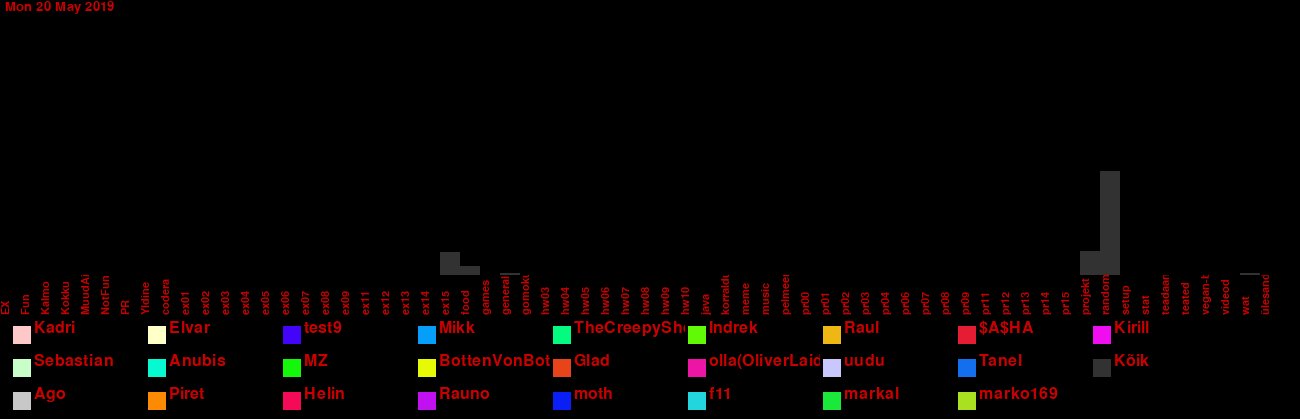 Mon 20 May 2019
EX
Fun
Kalmo
Kokku
MuudAi
NotFun
PR
Yldine
codera
ex01
ex02
ex03
ex04
ex05
ex06
ex07
ex08
ex09
ex11
ex12
ex13
ex14
ex15
food
games
general
gomoku
hw03
hw04
hw05
hw06
hw07
hw08
hw09
hw10
java
korraldu
meme
music
pelmeen
pr00
pr01
pr02
pr03
pr04
pr06
pr07
pr08
pr09
pr11
pr12
pr13
pr14
pr15
projekt
random
setup
stat
teadaan
teated
vegan-t
videod
wat
ülesand
Kadri
Elvar
test9
Mikk
TheCreepyShe
Indrek
Raul
$A$HA
Kirill
Sebastian
Anubis
MZ
BottenVonBot
Glad
olla(OliverLaid
uudu
Tanel
Kõik
Ago
Piret
Helin
Rauno
moth
f11
markal
marko169